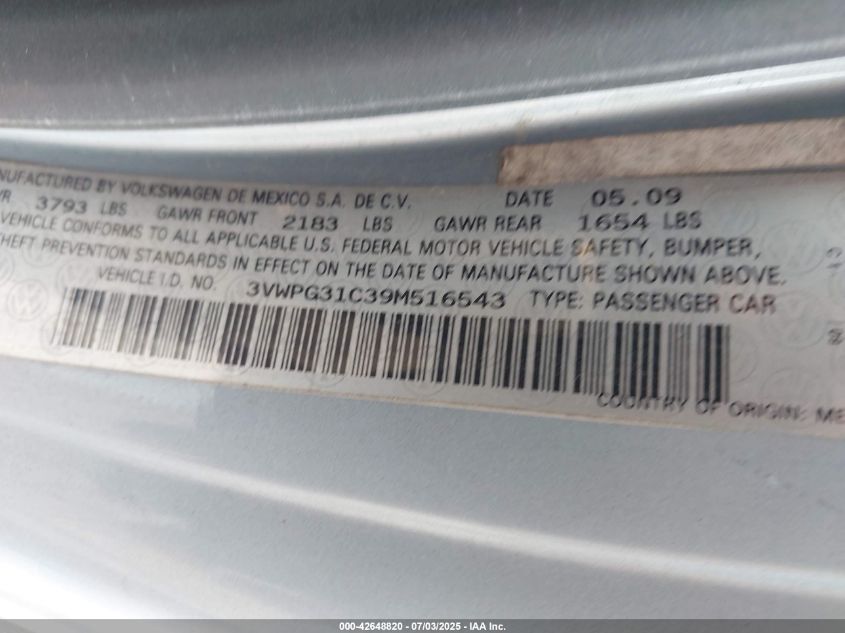 NUFACTURED BY VOLKSWAGEN DE MEXICO S.A. DE C.V. DATE 05.09
3793 LBS GAWR FRONT 2183 LBS GAWR REAR 1654 LBS
VEHICLE CONFORMS TO ALL APPLICABLE U.S. FEDERAL MOTOR VEHICLE SAFETY, BUMPER,
HEFT PREVENTION STANDARDS IN EFFECT ON THE DATE OF MANUFACTURE SHOWN ABOVE.
VEHICLE I.D. NO. 3VWPG31C39M516543 TYPE: PASSENGER CAR
COUNTRY OF ORIGIN: ME
000-42648820 - 07/03/2025 - IAA Inc.